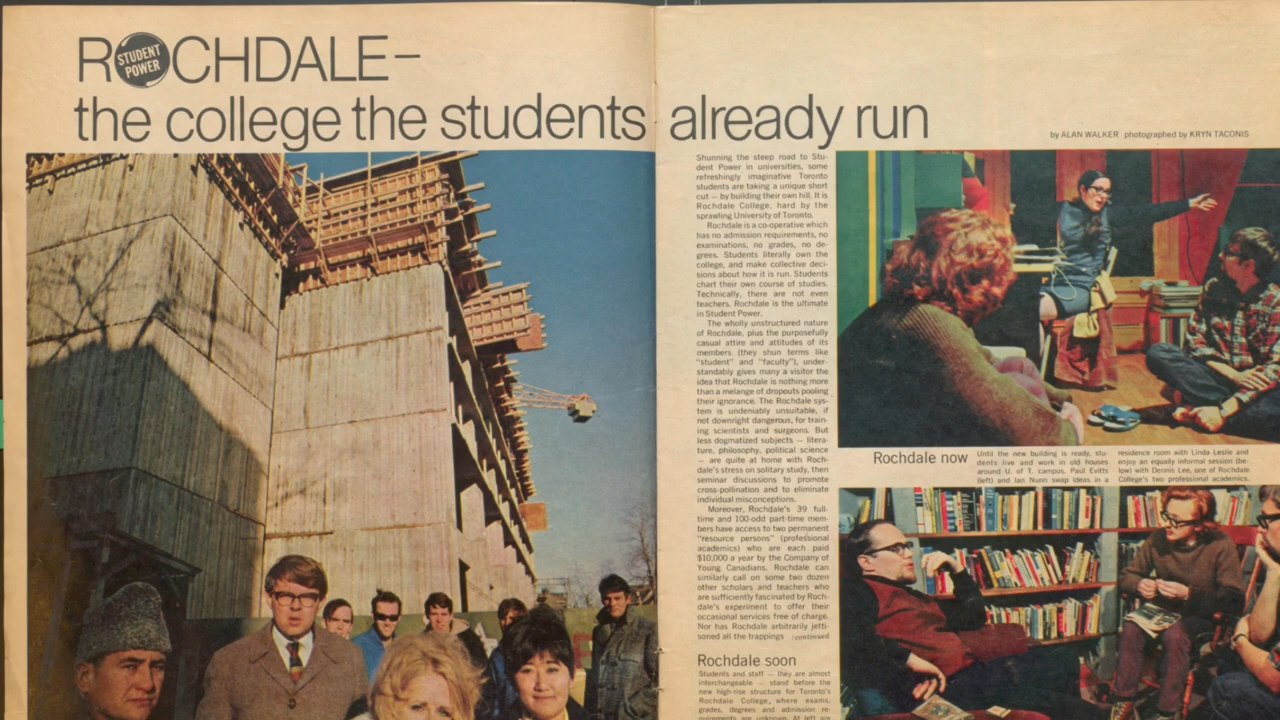 ROCHDALE–
STUDENT
POWER
the college the students already run
by ALAN WALKER photographed by KRYN TACONIS
Shunning the steep road to Stu-
dent Power in universities, some
refreshingly imaginative Toronto
students are taking a unique short
cut — by building their own hill. It is
Rochdale College, hard by the
sprawling University of Toronto.
Rochdale is a co-operative which
has no admission requirements, no
examinations, no grades, no de-
grees. Students literally own the
college, and make collective deci-
sions about how it is run. Students
chart their own course of studies.
Technically, there are not even
teachers. Rochdale is the ultimate
in Student Power.
The wholly unstructured nature
of Rochdale, plus the purposefully
casual attire and attitudes of its
members (they shun terms like
"student" and "faculty"), under-
standably gives many a visitor the
idea that Rochdale is nothing more
than a melange of dropouts pooling
their ignorance. The Rochdale sys-
tem is undeniably unsuitable, if
not downright dangerous, for train-
ing scientists and surgeons. But
less dogmatized subjects — litera-
ture, philosophy, political science
— are quite at home with Roch-
dale's stress on solitary study, then
seminar discussions to promote
cross-pollination and to eliminate
individual misconceptions.
Moreover, Rochdale's 39 full-
time and 100-odd part-time mem-
bers have access to two permanent
"resource persons" (professional
academics) who are each paid
$10,000 a year by the Company of
Young Canadians. Rochdale can
similarly call on some two dozen
other scholars and teachers who
are sufficiently fascinated by Roch-
dale's experiment to offer their
occasional services free of charge.
Nor has Rochdale arbitrarily jetti-
soned all the trappings /continued
Rochdale now
Until the new building is ready, stu-
dents live and work in old houses
around U. of T. campus. Paul Evitts
(left) and Ian Nunn swap ideas in a
residence room with Linda Leslie and
enjoy an equally informal session (be-
low) with Dennis Lee, one of Rochdale
College's two professional academics.
Rochdale soon
Students and staff — they are almost
interchangeable — stand before the
new high-rise structure for Toronto's
Rochdale College, where exams,
grades, degrees and admission re-
quirements are unknown. At left are